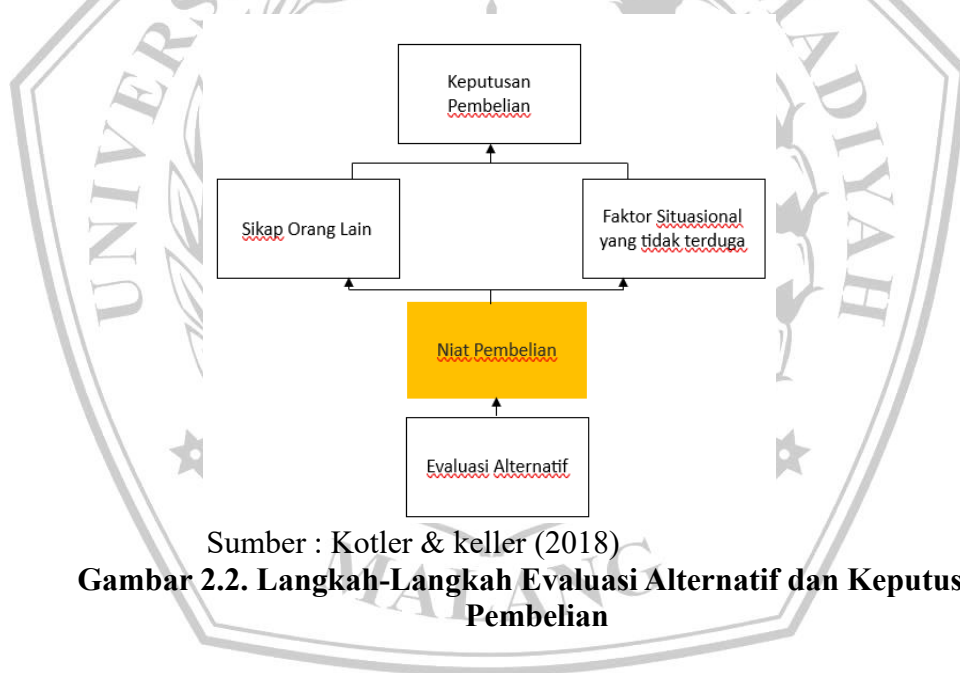 Keputusan
Pembelian
Sikap Orang Lain
Faktor Situasional
yang tidak terduga
Niat Pembelian
Evaluasi Alternatif
Sumber : Kotler & keller (2018)
Gambar 2.2. Langkah-Langkah Evaluasi Alternatif dan Keputus
Pembelian
MALANG